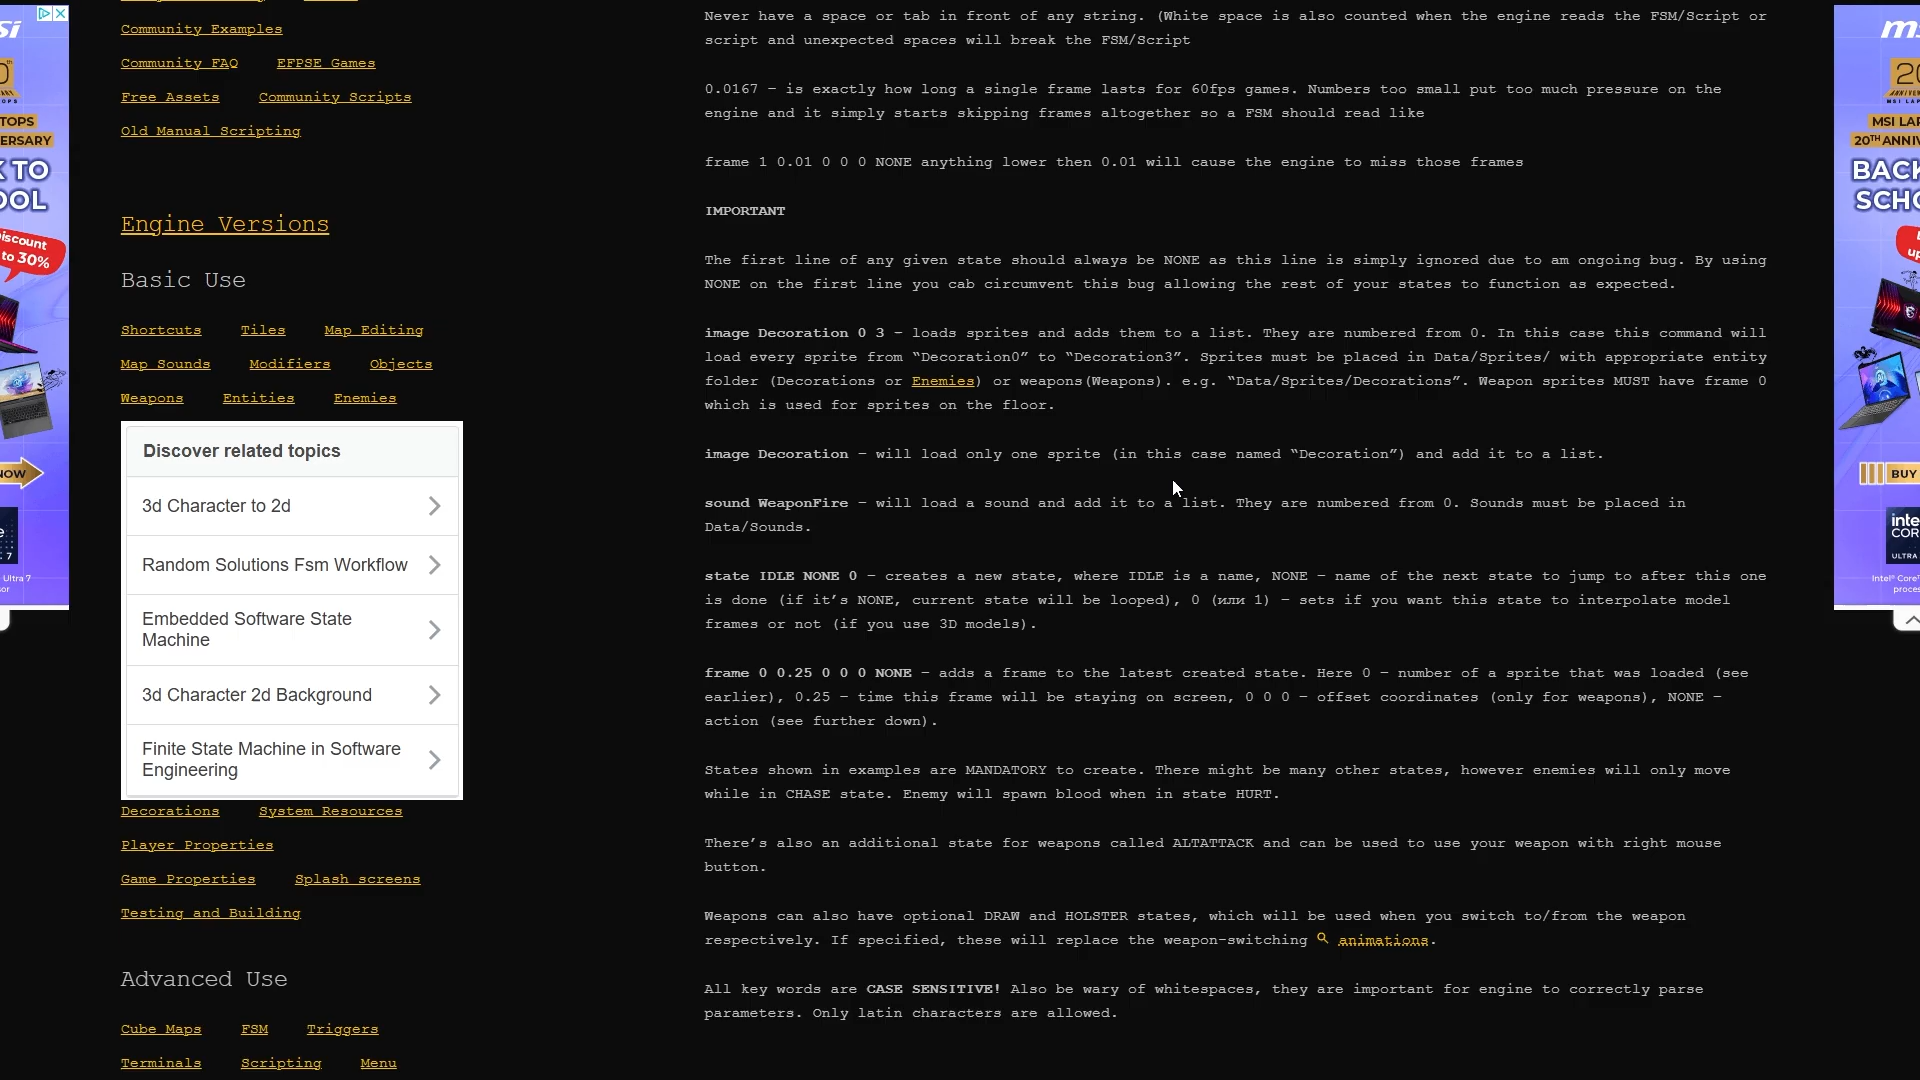 Community Examples
Community FAQ EFPSE Games
Free Assets Community Scripts
Old Manual Scripting
Engine Versions
Basic Use
Shortcuts Tiles Map Editing
Map Sounds Modifiers Objects
Weapons Entities Enemies
Discover related topics
3d Character to 2d
Random Solutions Fsm Workflow
Embedded Software State
Machine
3d Character 2d Background
Finite State Machine in Software
Engineering
Decorations System Resources
Player Properties
Game Properties Splash screens
Testing and Building
Advanced Use
Cube Maps FSM Triggers
Terminals Scripting Menu
Never have a space or tab in front of any string. (White space is also counted when the engine reads the FSM/Script or
script and unexpected spaces will break the FSM/Script
0.0167 – is exactly how long a single frame lasts for 60fps games. Numbers too small put too much pressure on the
engine and it simply starts skipping frames altogether so a FSM should read like
frame 1 0.01 0 0 0 NONE anything lower then 0.01 will cause the engine to miss those frames
IMPORTANT
The first line of any given state should always be NONE as this line is simply ignored due to am ongoing bug. By using
NONE on the first line you cab circumvent this bug allowing the rest of your states to function as expected.
image Decoration 0 3 – loads sprites and adds them to a list. They are numbered from 0. In this case this command will
load every sprite from “Decoration0” to “Decoration3”. Sprites must be placed in Data/Sprites/ with appropriate entity
folder (Decorations or Enemies) or weapons(Weapons). e.g. “Data/Sprites/Decorations”. Weapon sprites MUST have frame 0
which is used for sprites on the floor.
image Decoration – will load only one sprite (in this case named “Decoration”) and add it to a list.
sound WeaponFire – will load a sound and add it to a list. They are numbered from 0. Sounds must be placed in
Data/Sounds.
state IDLE NONE 0 – creates a new state, where IDLE is a name, NONE – name of the next state to jump to after this one
is done (if it’s NONE, current state will be looped), 0 (или 1) – sets if you want this state to interpolate model
frames or not (if you use 3D models).
frame 0 0.25 0 0 0 NONE – adds a frame to the latest created state. Here 0 – number of a sprite that was loaded (see
earlier), 0.25 – time this frame will be staying on screen, 0 0 0 – offset coordinates (only for weapons), NONE –
action (see further down).
States shown in examples are MANDATORY to create. There might be many other states, however enemies will only move
while in CHASE state. Enemy will spawn blood when in state HURT.
There’s also an additional state for weapons called ALTATTACK and can be used to use your weapon with right mouse
button.
Weapons can also have optional DRAW and HOLSTER states, which will be used when you switch to/from the weapon
respectively. If specified, these will replace the weapon-switching animations.
All key words are CASE SENSITIVE! Also be wary of whitespaces, they are important for engine to correctly parse
parameters. Only latin characters are allowed.
TOPS
ERSARY
K TO
OOL
iscount
to 30%
NOW
Ultra 7
sor
ms
20
MSI LAP
20TH ANNIV
BACK
SCHO
up
BUY
inte
COR
ULTRA
Intel® Core™
proces